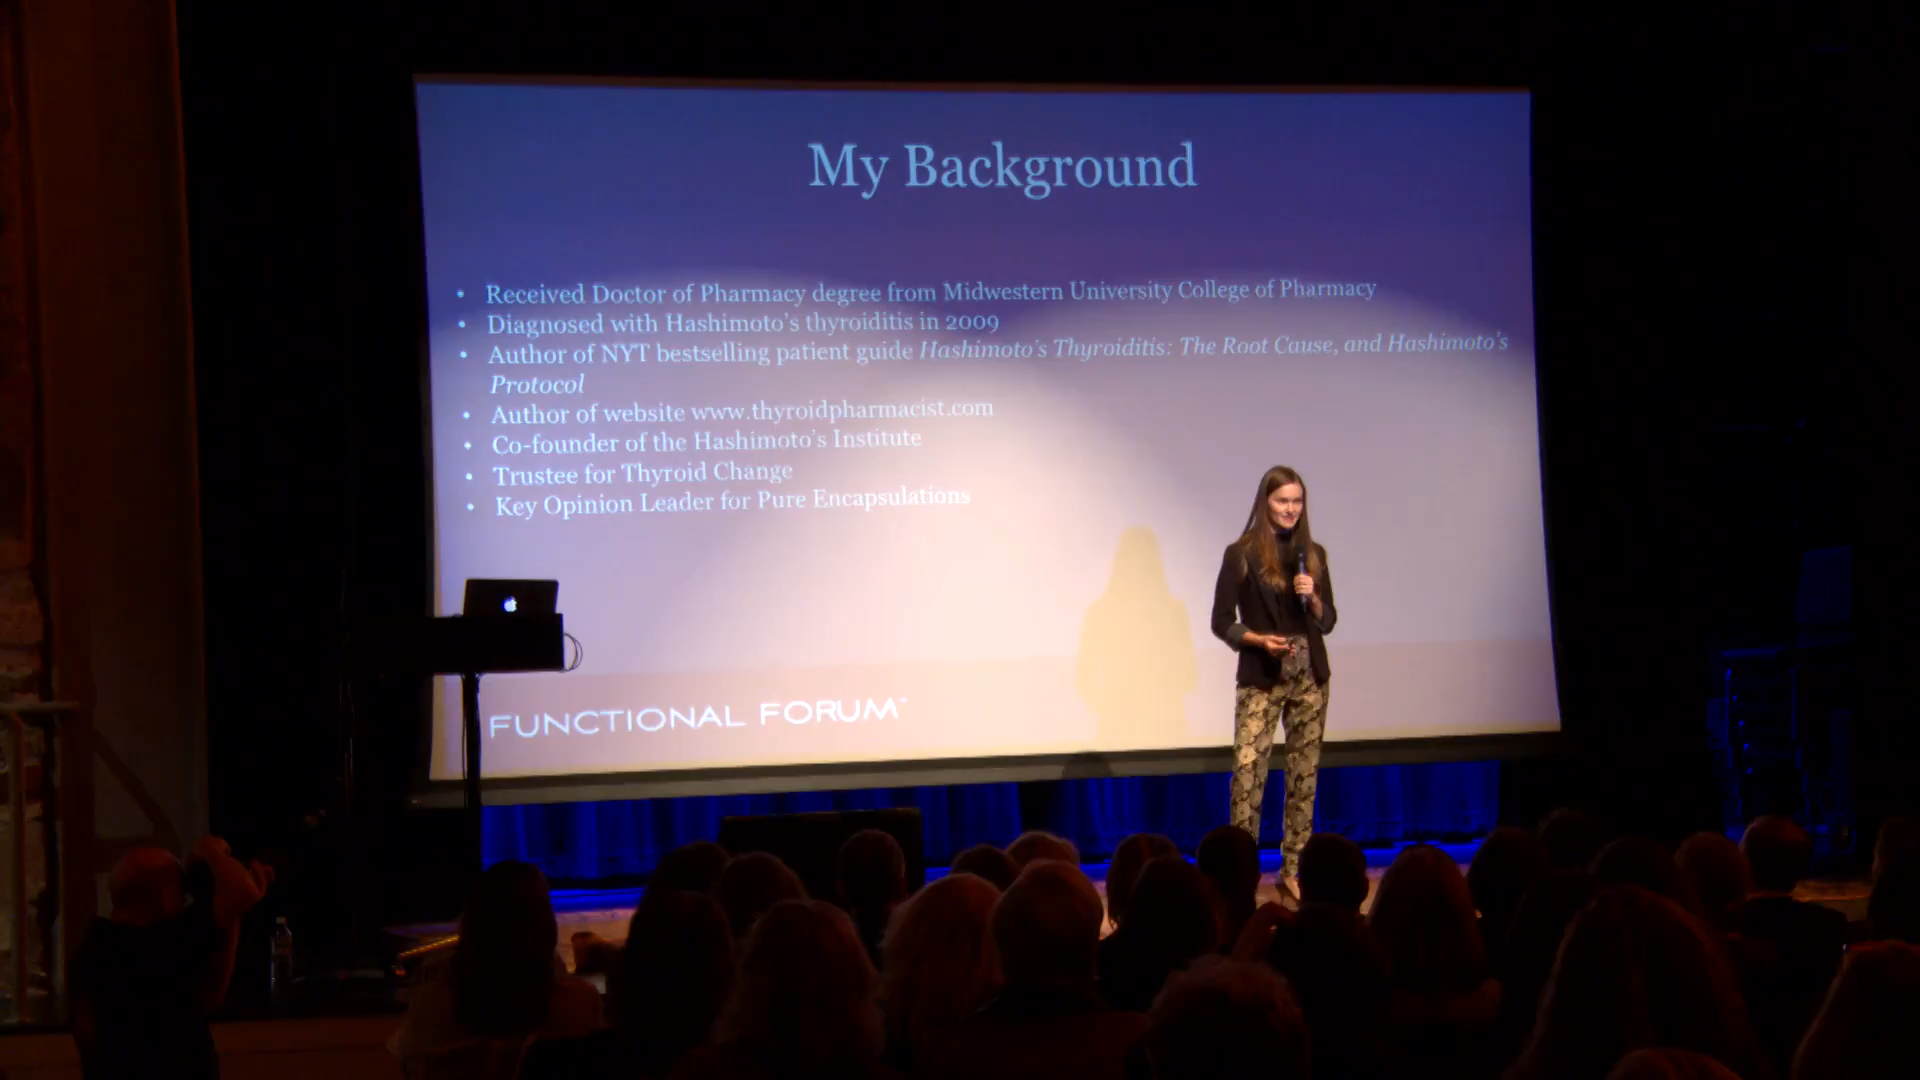 My Background
• Received Doctor of Pharmacy degree from Midwestern University College of Pharmacy
• Diagnosed with Hashimoto's thyroiditis in 2009
• Author of NYT bestselling patient guide Hashimoto's Thyroiditis: The Root Cause, and Hashimoto's
Protocol
• Author of website www.thyroidpharmacist.com
• Co-founder of the Hashimoto's Institute
• Trustee for Thyroid Change
• Key Opinion Leader for Pure Encapsulations
FUNCTIONAL FORUM™